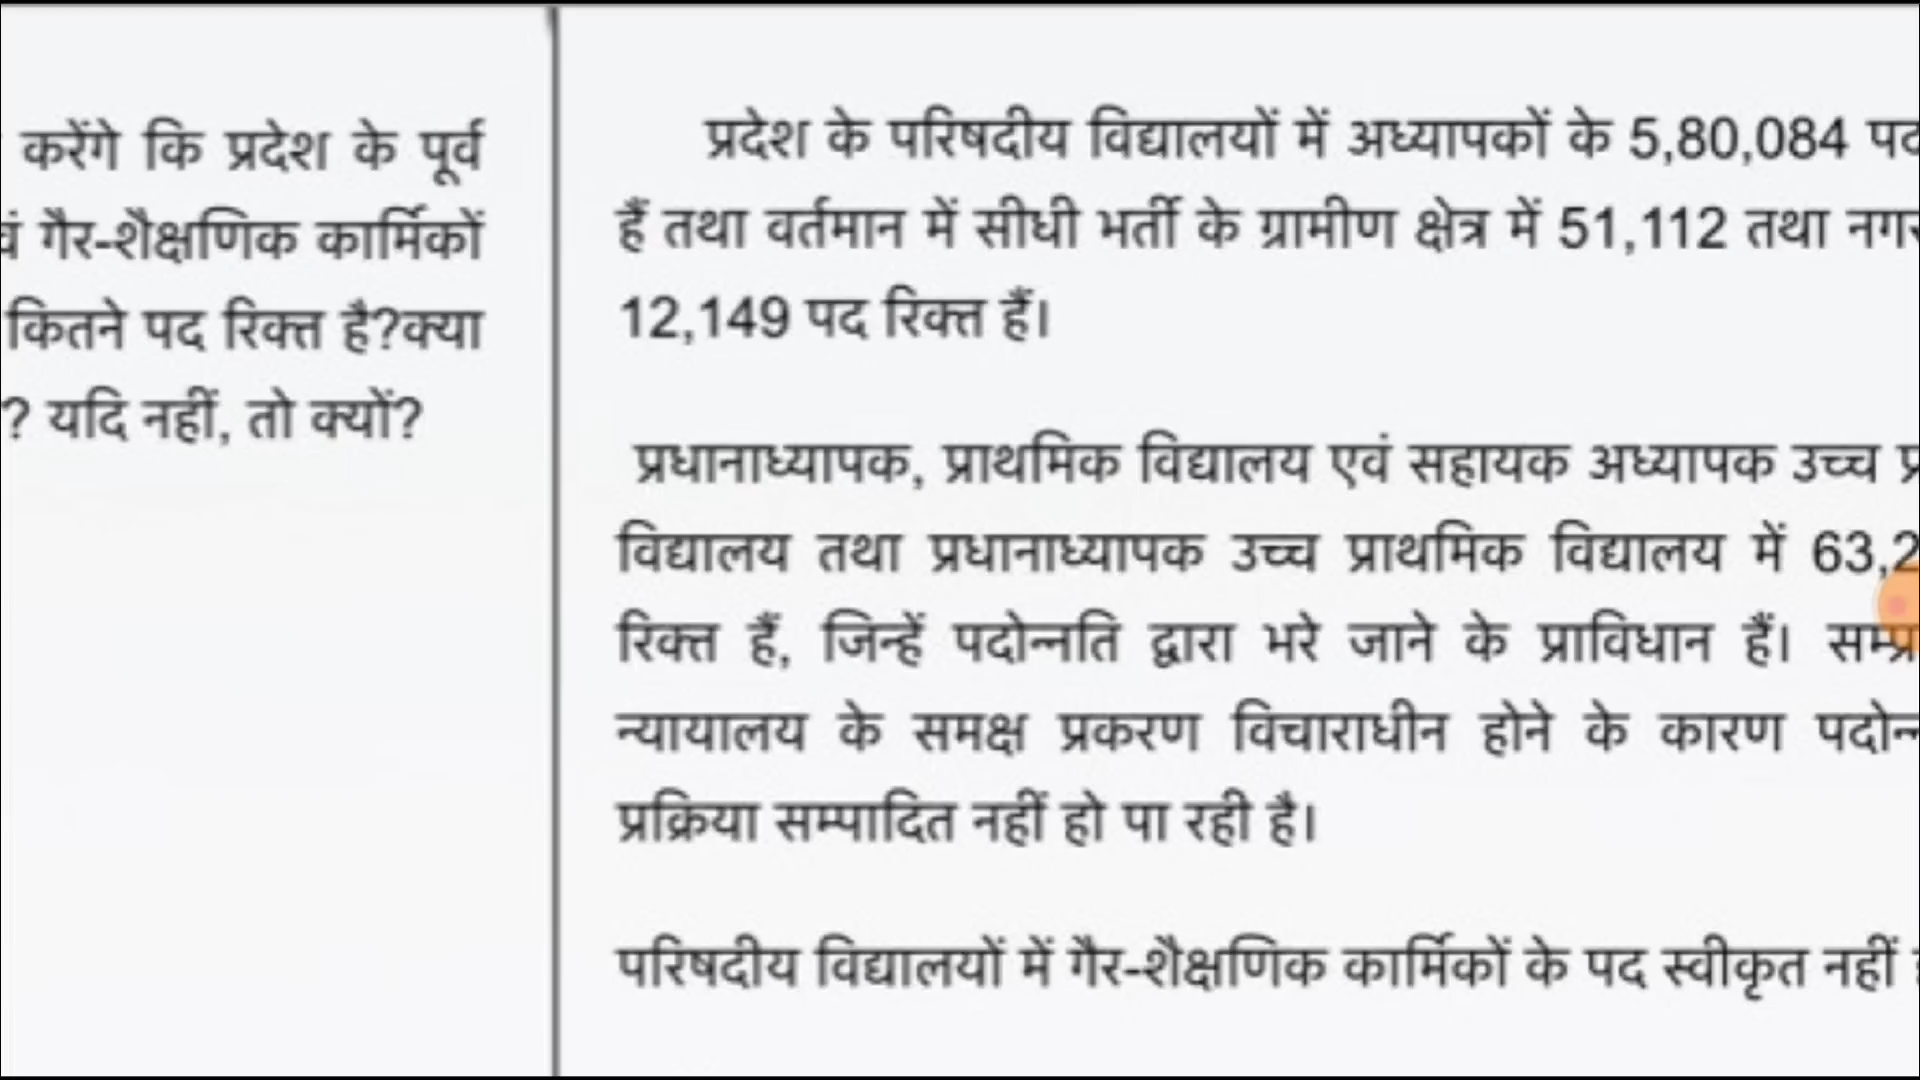 करेंगे कि प्रदेश के पूर्व
गैर-शैक्षणिक कार्मिकों
कितने पद रिक्त है?क्या
? यदि नहीं, तो क्यों?
प्रदेश के परिषदीय विद्यालयों में अध्यापकों के 5,80,084
हैं तथा वर्तमान में सीधी भर्ती के ग्रामीण क्षेत्र में 51,112 तथा
12,149 पद रिक्त हैं।
प्रधानाध्यापक, प्राथमिक विद्यालय एवं सहायक अध्यापक उच्च
विद्यालय तथा प्रधानाध्यापक उच्च प्राथमिक विद्यालय में 63,2
रिक्त हैं, जिन्हें पदोन्नति द्वारा भरे जाने के प्राविधान हैं।
न्यायालय के समक्ष प्रकरण विचाराधीन होने के कारण
प्रक्रिया सम्पादित नहीं हो पा रही है।
परिषदीय विद्यालयों में गैर-शैक्षणिक कार्मिकों के पद स्वीकृत नहीं